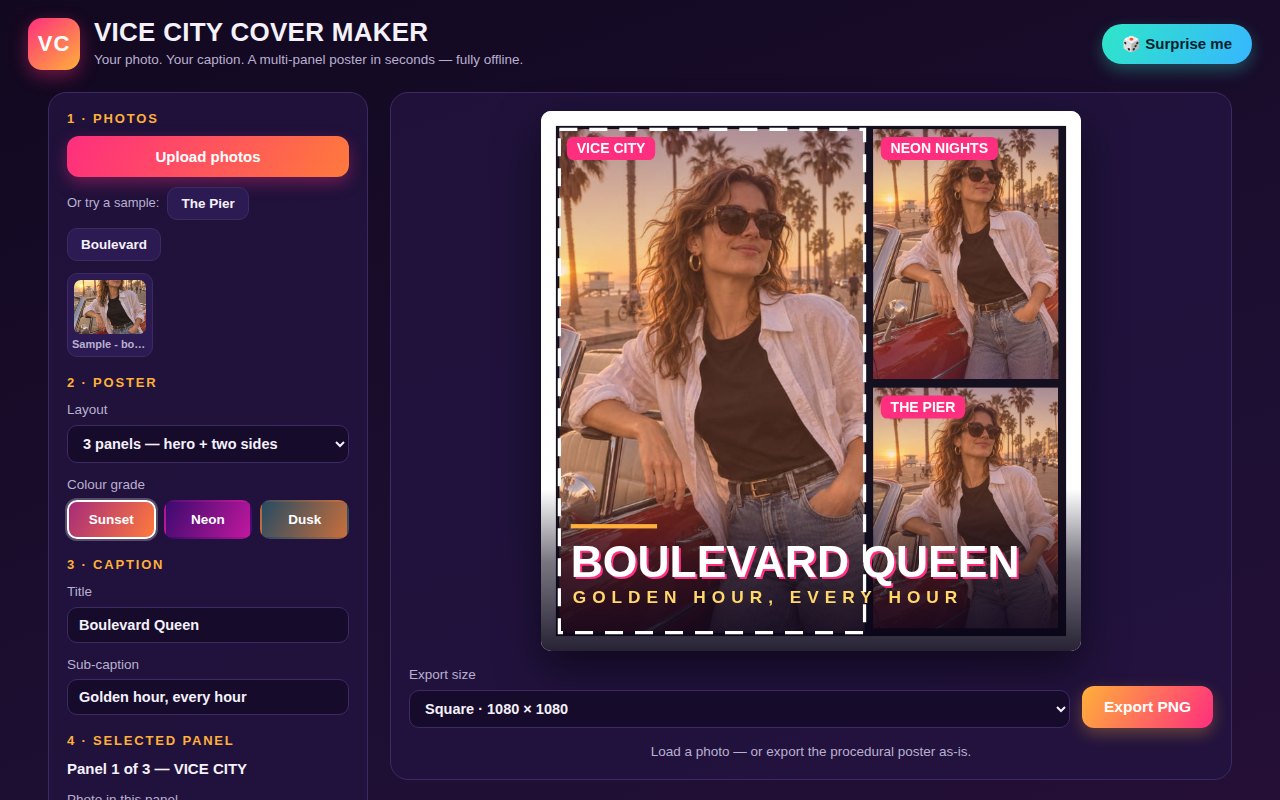 VC
VICE CITY COVER MAKER
Your photo. Your caption. A multi-panel poster in seconds — fully offline.
🎲 Surprise me
1 · PHOTOS
Upload photos
Or try a sample:
The Pier
Boulevard
Sample - bo…
2 · POSTER
Layout
3 panels — hero + two sides
Colour grade
Sunset
Neon
Dusk
3 · CAPTION
Title
Boulevard Queen
Sub-caption
Golden hour, every hour
4 · SELECTED PANEL
Panel 1 of 3 — VICE CITY
Photo in this panel
VICE CITY
NEON NIGHTS
THE PIER
BOULEVARD QUEEN
GOLDEN HOUR, EVERY HOUR
Export size
Square · 1080 × 1080
Export PNG
Load a photo — or export the procedural poster as-is.